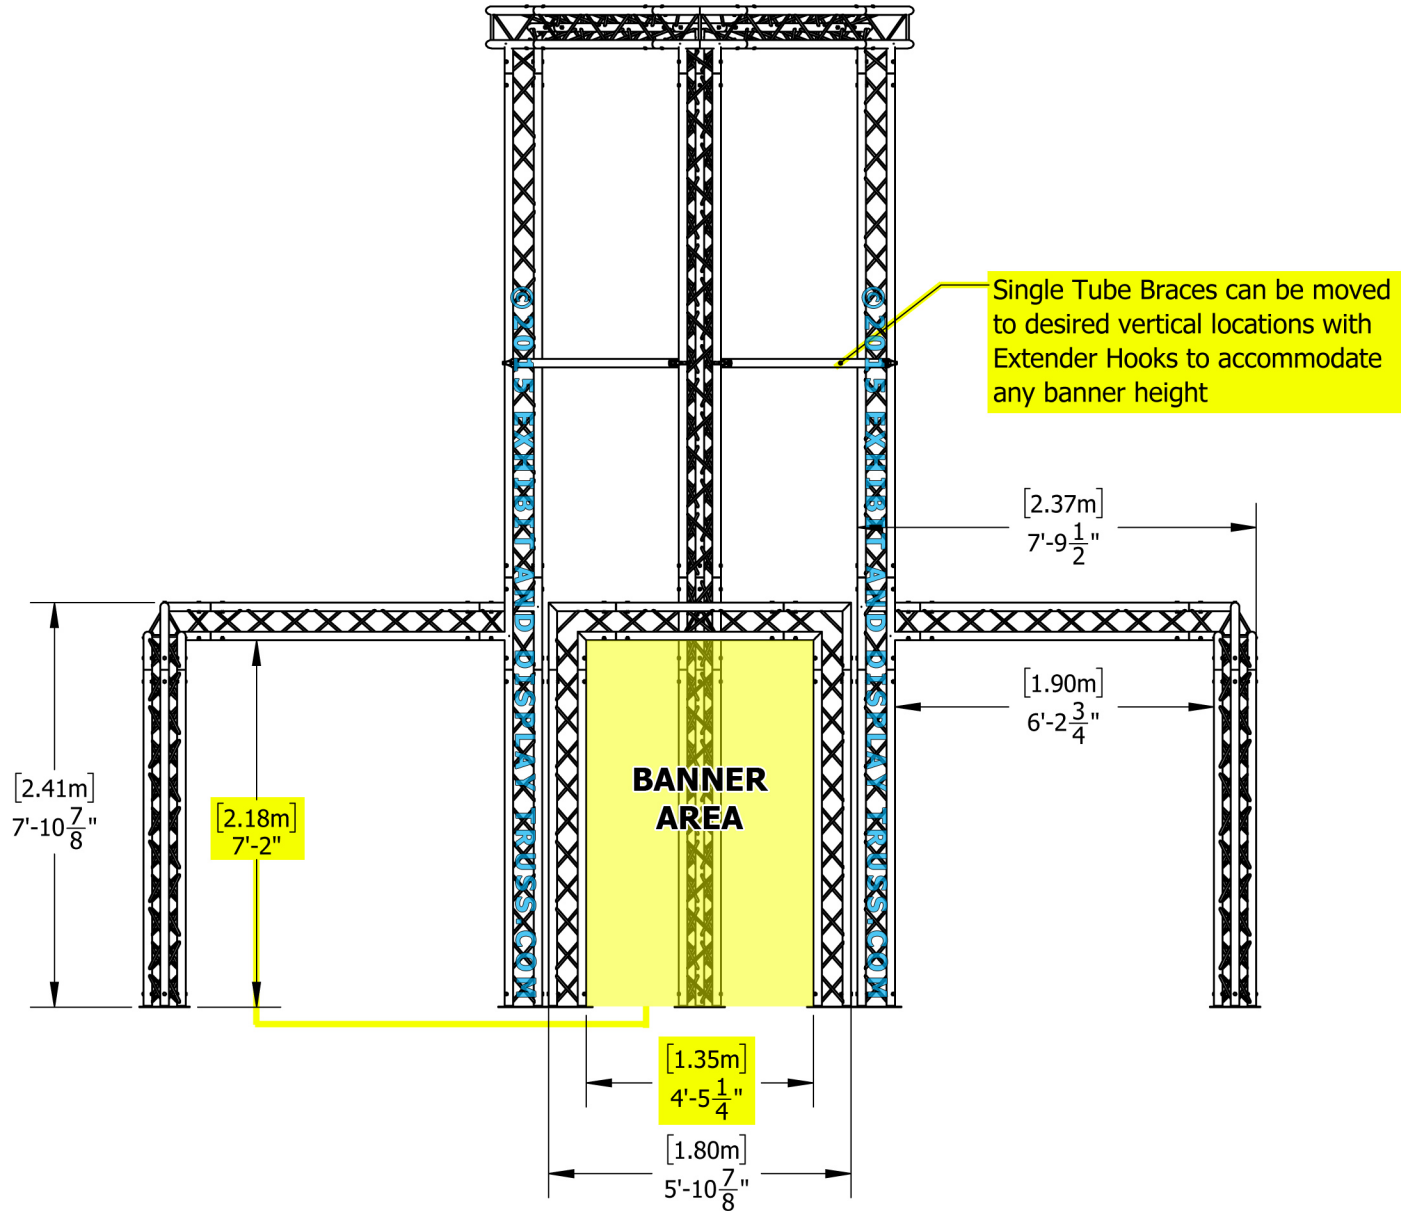 Single Tube Braces can be moved
to desired vertical locations with
Extender Hooks to accommodate
any banner height
© 2015 EXHIBIT AND DISPLAY TRUSS.COM
© 2015 EXHIBIT AND DISPLAY TRUSS.COM
[2.37m]
7'-9 1/2"
[1.90m]
6'-2 3/4"
BANNER
AREA
[2.41m]
7'-10 7/8"
[2.18m]
7'-2"
[1.35m]
4'-5 1/4"
[1.80m]
5'-10 7/8"